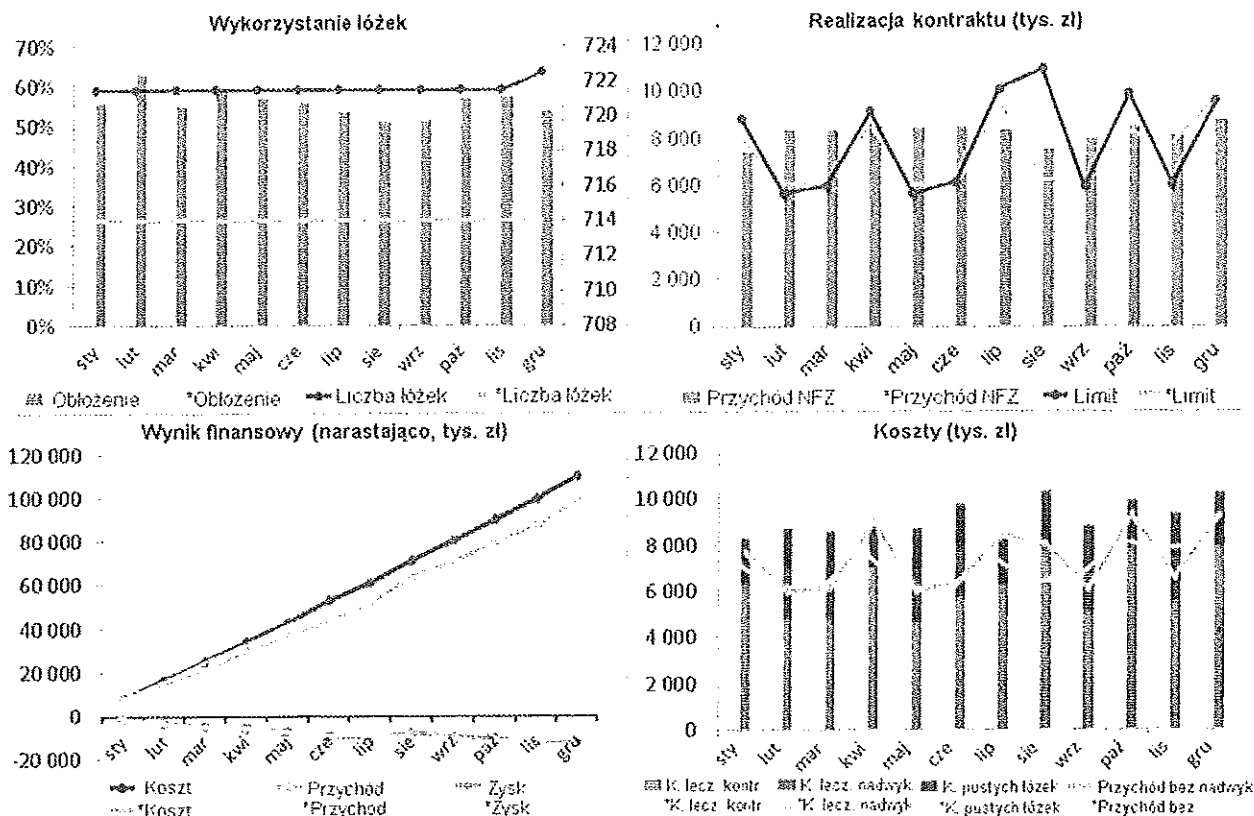 Wykorzystanie łóżek
70%
60%
50%
40%
30%
20%
10%
0%
724
722
720
718
716
714
712
710
708
sty lut mar kwi maj cze lip sie wrz paź lis gru
Obłożenie *Obłożenie Liczba łóżek *Liczba łóżek
Realizacja kontraktu (tys. zł)
12 000
10 000
8 000
6 000
4 000
2 000
0
sty lut mar kwi maj cze lip sie wrz paź lis gru
Przychód NFZ *Przychód NFZ Limit *Limit
Wynik finansowy (narastająco, tys. zł)
120 000
100 000
80 000
60 000
40 000
20 000
0
-20 000
sty lut mar kwi maj cze lip sie wrz paź lis gru
Koszt Przychód Zysk
*Koszt *Przychód *Zysk
Koszty (tys. zł)
12 000
10 000
8 000
6 000
4 000
2 000
0
sty lut mar kwi maj cze lip sie wrz paź lis gru
K. lecz. kontr K. lecz. nadwyk K. pustych łóżek Przychód bez nadwyk
*K. lecz. kontr *K. lecz. nadwyk *K. pustych łóżek *Przychód bez